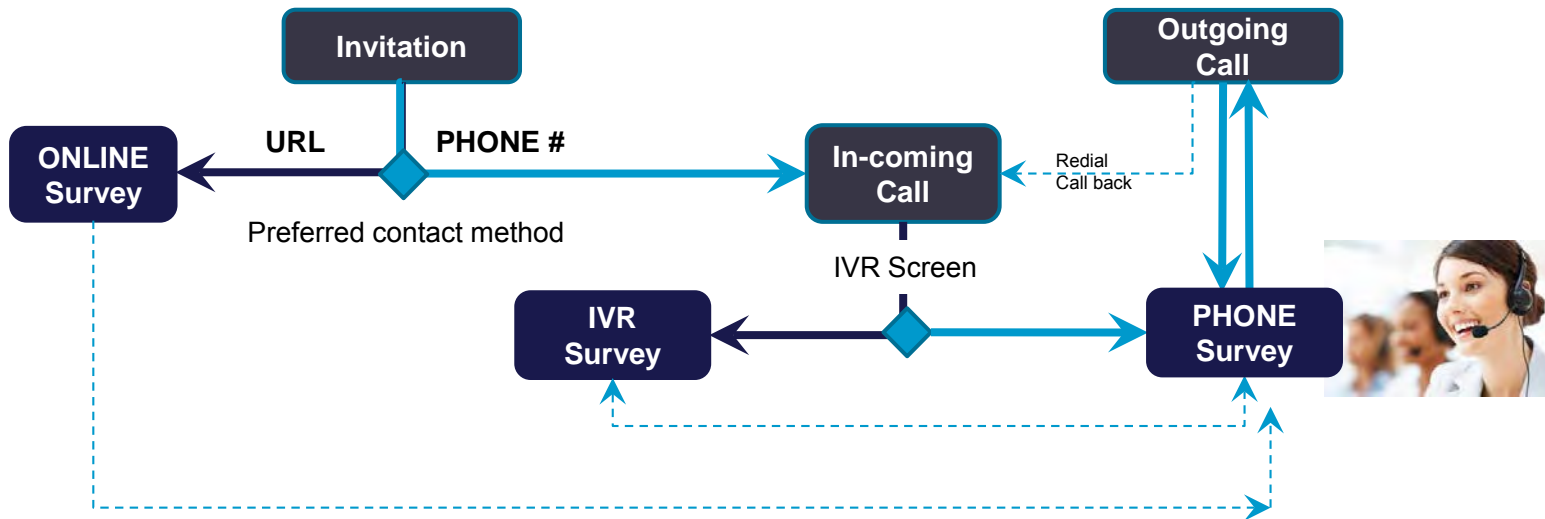 Invitation
Outgoing
Call
URL
PHONE #
ONLINE
Survey
In-coming
Call
Redial
Call back
Preferred contact method
IVR Screen
IVR
Survey
PHONE
Survey